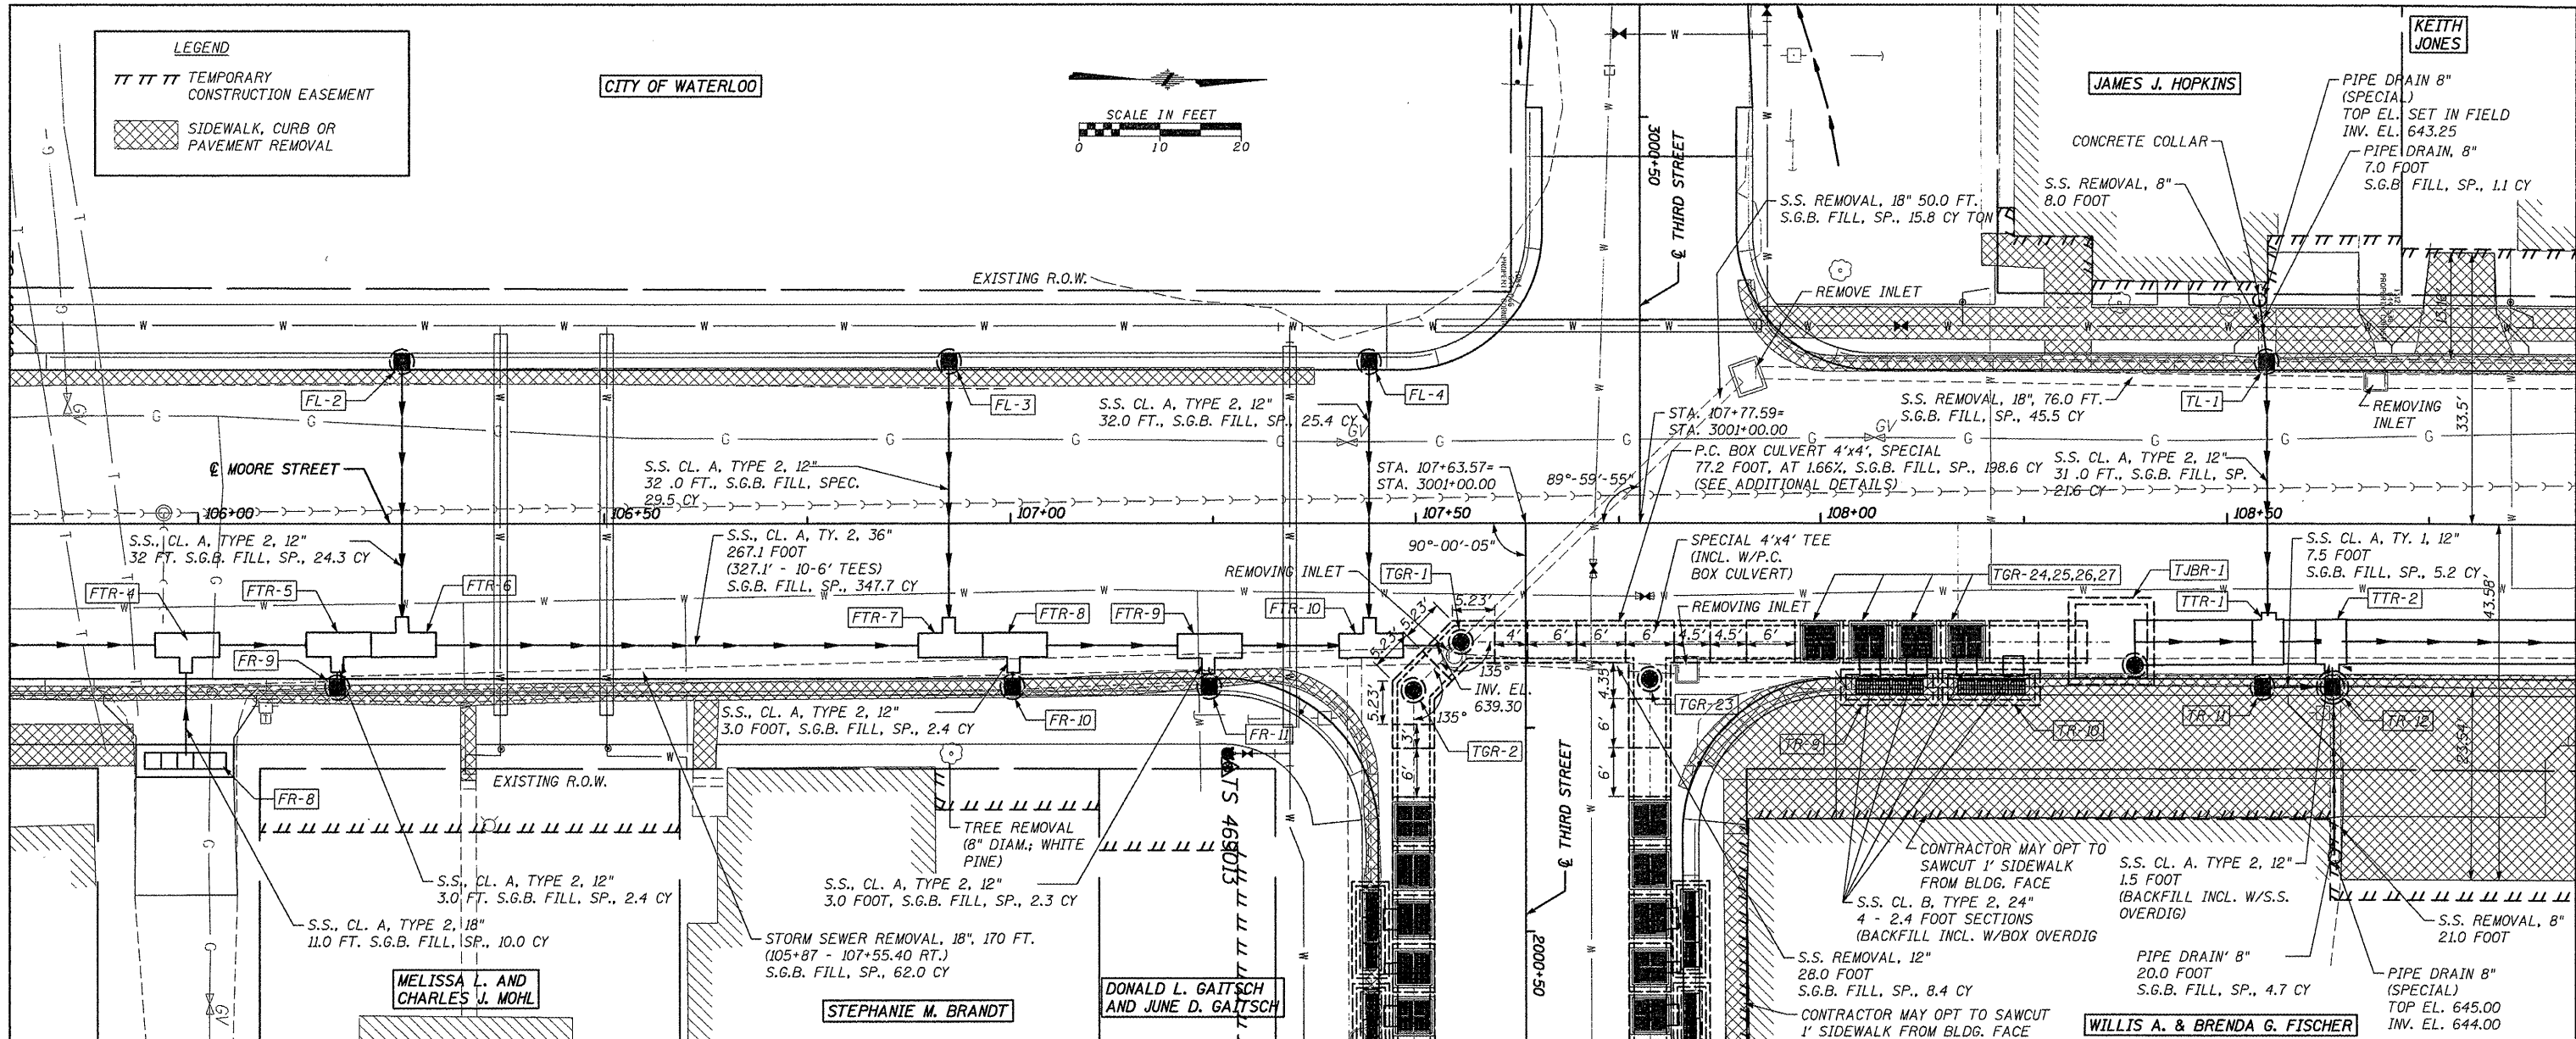 LEGEND
TEMPORARY
CONSTRUCTION EASEMENT
SIDEWALK, CURB OR
PAVEMENT REMOVAL
CITY OF WATERLOO
SCALE IN FEET
0 10 20
KEITH
JONES
JAMES J. HOPKINS
PIPE DRAIN 8"
(SPECIAL)
TOP EL. SET IN FIELD
INV. EL. 643.25
PIPE DRAIN, 8"
7.0 FOOT
S.G.B. FILL, SP., 1.1 CY
CONCRETE COLLAR
S.S. REMOVAL, 8"
8.0 FOOT
3000+50
℄ THIRD STREET
S.S. REMOVAL, 18" 50.0 FT.
S.G.B. FILL, SP., 15.8 CY TON
EXISTING R.O.W.
REMOVE INLET
FL-2
FL-3
FL-4
TL-1
S.S. CL. A, TYPE 2, 12"
32.0 FT., S.G.B. FILL, SP., 25.4 CY
S.S. REMOVAL, 18", 76.0 FT.
S.G.B. FILL, SP., 45.5 CY
REMOVING
INLET
33.5'
STA. 107+77.59=
STA. 3001+00.00
P.C. BOX CULVERT 4'x4', SPECIAL
77.2 FOOT, AT 1.66%, S.G.B. FILL, SP., 198.6 CY
(SEE ADDITIONAL DETAILS)
S.S. CL. A, TYPE 2, 12"
31 .0 FT., S.G.B. FILL, SP.
21.6 CY
℄ MOORE STREET
S.S. CL. A, TYPE 2, 12"
32 .0 FT., S.G.B. FILL, SPEC.
29.5 CY
STA. 107+63.57=
STA. 3001+00.00
89°-59'-55"
106+00
106+50
107+00
107+50
108+00
108+50
S.S., CL. A, TYPE 2, 12"
32 FT. S.G.B. FILL, SP., 24.3 CY
S.S., CL. A, TY. 2, 36"
267.1 FOOT
(327.1' - 10-6' TEES)
S.G.B. FILL, SP., 347.7 CY
90°-00'-05"
SPECIAL 4'x4' TEE
(INCL. W/P.C.
BOX CULVERT)
S.S. CL. A, TY. 1, 12"
7.5 FOOT
S.G.B. FILL, SP., 5.2 CY
REMOVING INLET
TGR-1
TGR-24,25,26,27
TJBR-1
TTR-1
TTR-2
43.58'
FTR-4
FTR-5
FTR-6
FTR-7
FTR-8
FTR-9
FTR-10
REMOVING INLET
5.23'
5.23'
5.23'
5.23'
4' 6' 6' 6' 4.5' 4.5' 6'
135°
INV. EL.
639.30
135°
3'
6'
4.35'
6'
6'
FR-9
FR-10
FR-11
TGR-2
TGR-23
TR-9
TR-10
TR-11
TR-12
23.54'
S.S., CL. A, TYPE 2, 12"
3.0 FOOT, S.G.B. FILL, SP., 2.4 CY
EXISTING R.O.W.
FR-8
TREE REMOVAL
(8" DIAM.; WHITE
PINE)
℄ THIRD STREET
2000+50
CONTRACTOR MAY OPT TO
SAWCUT 1' SIDEWALK
FROM BLDG. FACE
S.S. CL. A. TYPE 2, 12"
1.5 FOOT
(BACKFILL INCL. W/S.S.
OVERDIG)
S.S., CL. A, TYPE 2, 12"
3.0 FT. S.G.B. FILL, SP., 2.4 CY
S.S., CL. A, TYPE 2, 12"
3.0 FOOT, S.G.B. FILL, SP., 2.3 CY
S.S. CL. B, TYPE 2, 24"
4 - 2.4 FOOT SECTIONS
(BACKFILL INCL. W/BOX OVERDIG
S.S. REMOVAL, 8"
21.0 FOOT
S.S., CL. A, TYPE 2, 18"
11.0 FT. S.G.B. FILL, SP., 10.0 CY
STORM SEWER REMOVAL, 18", 170 FT.
(105+87 - 107+55.40 RT.)
S.G.B. FILL, SP., 62.0 CY
S.S. REMOVAL, 12"
28.0 FOOT
S.G.B. FILL, SP., 8.4 CY
PIPE DRAIN' 8"
20.0 FOOT
S.G.B. FILL, SP., 4.7 CY
PIPE DRAIN 8"
(SPECIAL)
TOP EL. 645.00
INV. EL. 644.00
MELISSA L. AND
CHARLES J. MOHL
STEPHANIE M. BRANDT
DONALD L. GAITSCH
AND JUNE D. GAITSCH
CONTRACTOR MAY OPT TO SAWCUT
1' SIDEWALK FROM BLDG. FACE
WILLIS A. & BRENDA G. FISCHER